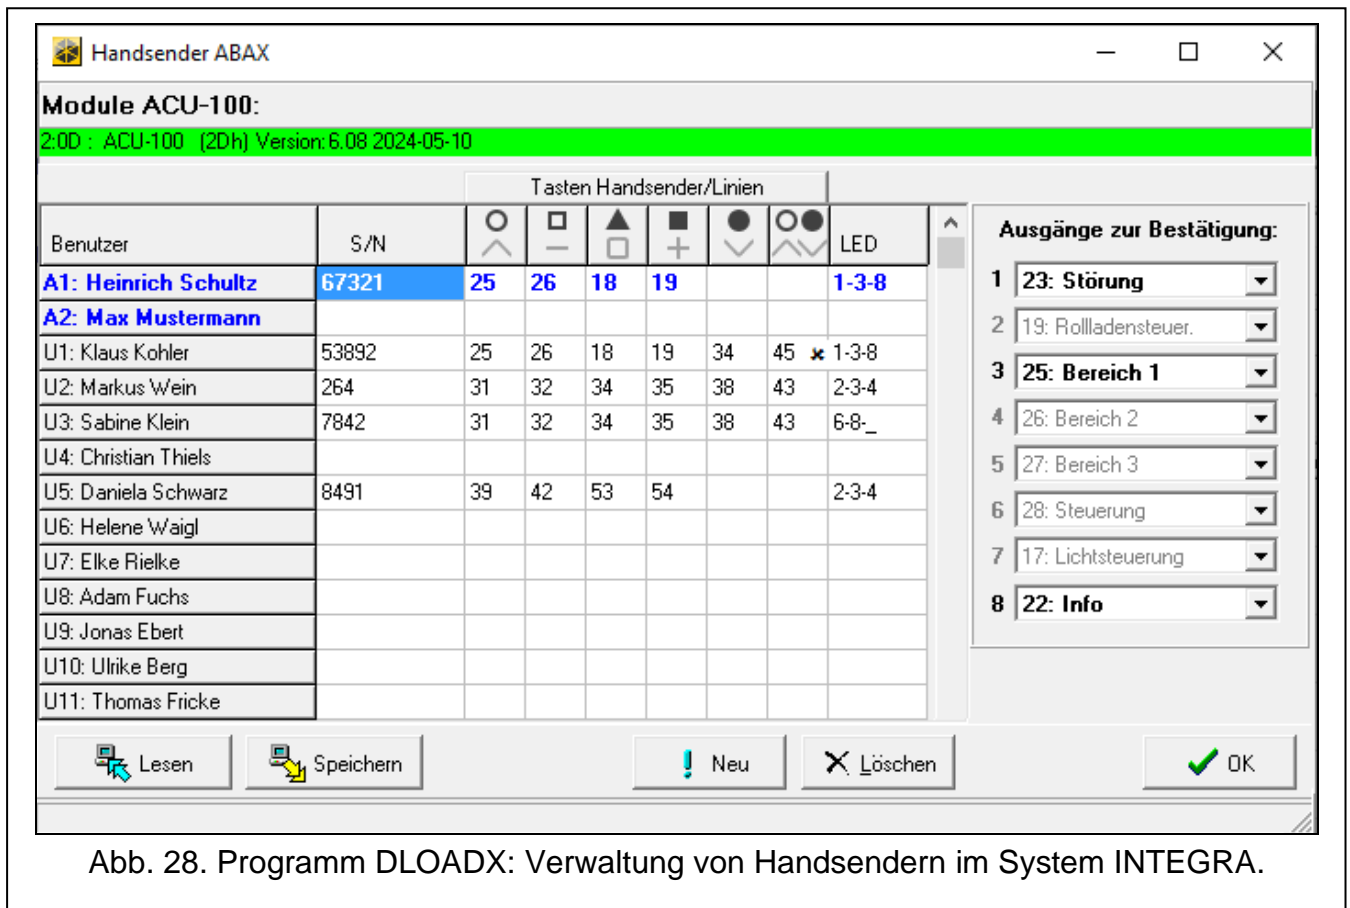 Handsender ABAX
Module ACU-100:
2:0D : ACU-100 (2Dh) Version: 6.08 2024-05-10
Tasten Handsender/Linien
Benutzer S/N LED
A1: Heinrich Schultz 67321 25 26 18 19 1-3-8
A2: Max Mustermann
U1: Klaus Kohler 53892 25 26 18 19 34 45 × 1-3-8
U2: Markus Wein 264 31 32 34 35 38 43 2-3-4
U3: Sabine Klein 7842 31 32 34 35 38 43 6-8-_
U4: Christian Thiels
U5: Daniela Schwarz 8491 39 42 53 54 2-3-4
U6: Helene Waigl
U7: Elke Rielke
U8: Adam Fuchs
U9: Jonas Ebert
U10: Ulrike Berg
U11: Thomas Fricke
Ausgänge zur Bestätigung:
1 23: Störung
2 19: Rollladensteuer.
3 25: Bereich 1
4 26: Bereich 2
5 27: Bereich 3
6 28: Steuerung
7 17: Lichtsteuerung
8 22: Info
Lesen Speichern ! Neu Löschen OK
Abb. 28. Programm DLOADX: Verwaltung von Handsendern im System INTEGRA.